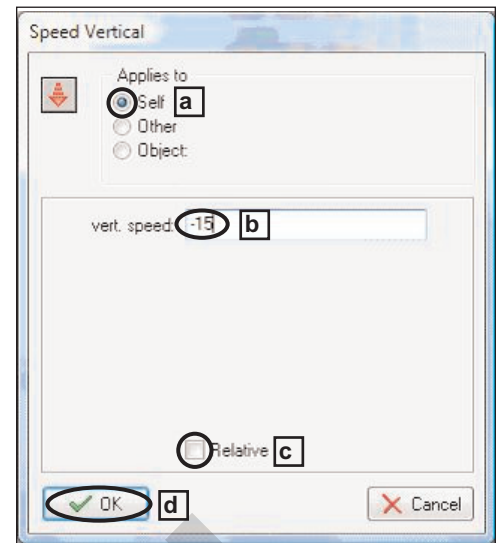 Speed Vertical
Applies to
Self a
Other
Object:
vert. speed: -15 b
Relative c
OK d
Cancel